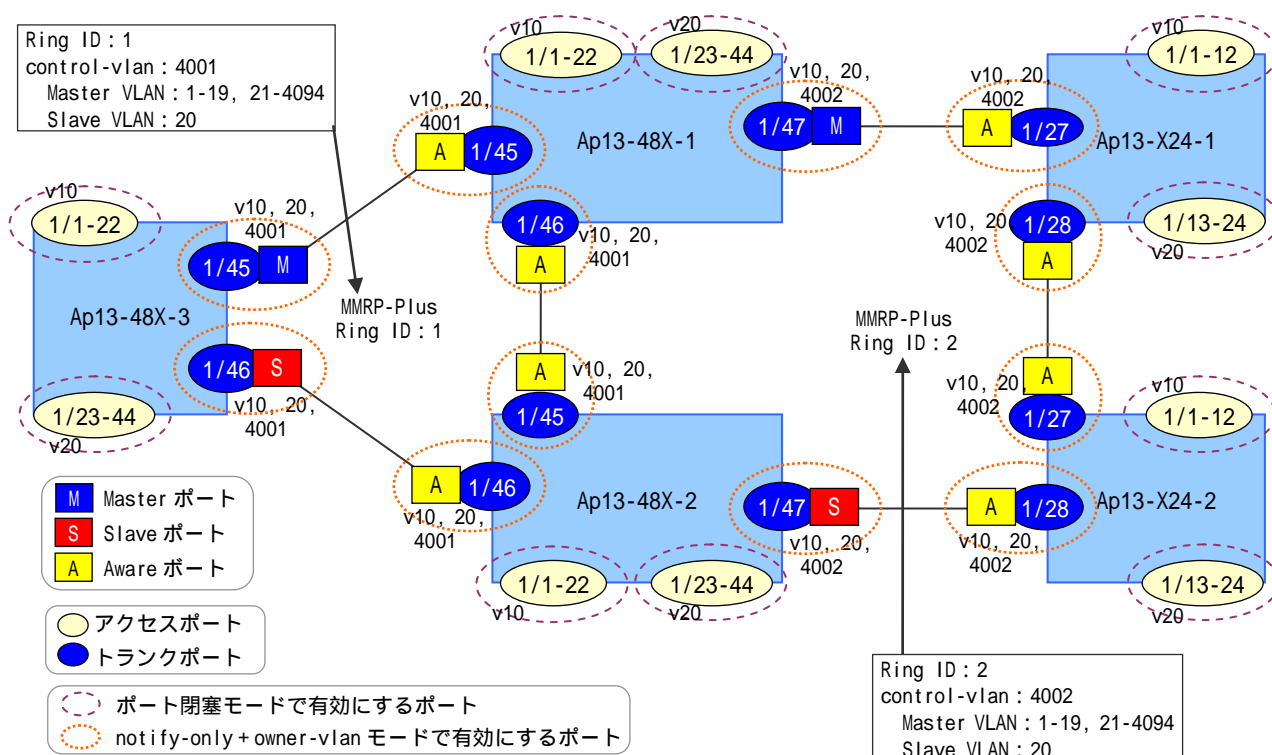 Ring ID：1
control-vlan：4001
Master VLAN：1-19, 21-4094
Slave VLAN：20
v10
1/1-22
v20
1/23-44
v10, 20,
4001
A
1/45
Ap13-48X-1
v10, 20,
4002
1/47
M
1/46
v10, 20,
4001
A
v10
1/1-12
v10, 20,
4002
A
1/27
Ap13-X24-1
1/28
v10, 20,
4002
A
1/13-24
v20
v10
1/1-22
v10, 20,
4001
1/45
M
Ap13-48X-3
1/46
S
v10, 20,
4001
1/23-44
v20
MMRP-Plus
Ring ID：1
MMRP-Plus
Ring ID：2
A
v10, 20,
4001
1/45
A
1/46
v10, 20,
4001
Ap13-48X-2
1/47
S
v10, 20,
4002
1/1-22
v10
1/23-44
v20
A
v10, 20,
4002
1/27
v10
1/1-12
A
1/28
v10, 20,
4002
Ap13-X24-2
1/13-24
v20
M Master ポート
S Slave ポート
A Aware ポート
アクセスポート
トランクポート
ポート閉塞モードで有効にするポート
notify-only＋owner-vlan モードで有効にするポート
Ring ID：2
control-vlan：4002
Master VLAN：1-19, 21-4094
Slave VLAN：20